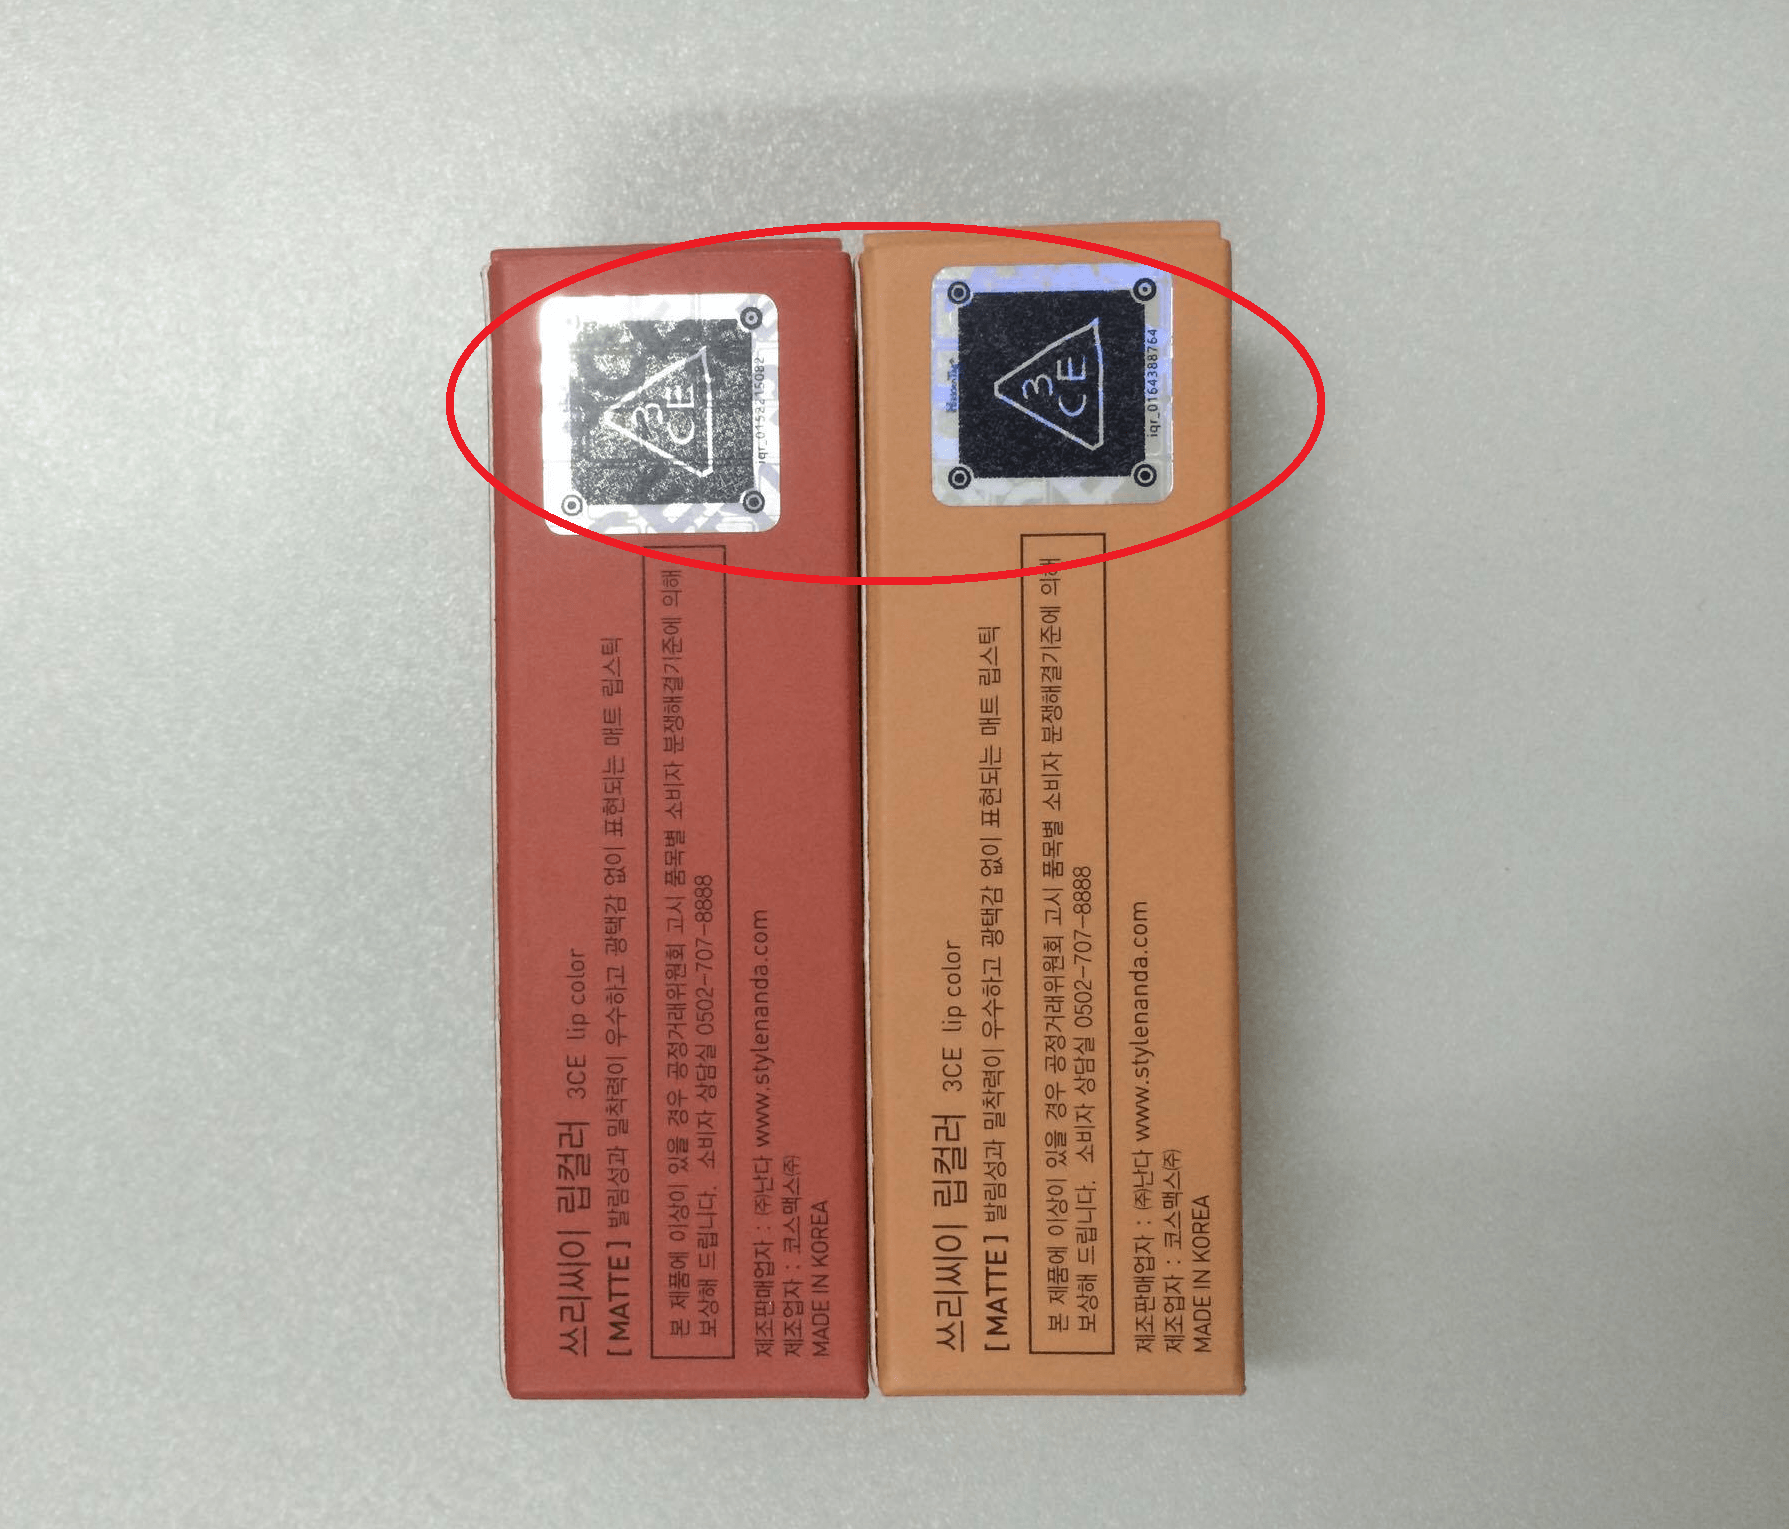 3CE
iqr_0152215082
쓰리씨이 립컬러 3CE lip color
[ MATTE ] 발림성과 밀착력이 우수하고 광택감 없이 표현되는 매트 립스틱
본 제품에 이상이 있을 경우 공정거래위원회 고시 품목별 소비자 분쟁해결기준에 의해
보상해 드립니다. 소비자 상담실 0502-707-8888
제조판매업자 : ㈜난다 www.stylenanda.com
제조업자 : 코스맥스㈜
MADE IN KOREA
3CE
HiddenTag
iqr_0164388764
쓰리씨이 립컬러 3CE lip color
[ MATTE ] 발림성과 밀착력이 우수하고 광택감 없이 표현되는 매트 립스틱
본 제품에 이상이 있을 경우 공정거래위원회 고시 품목별 소비자 분쟁해결기준에 의해
보상해 드립니다. 소비자 상담실 0502-707-8888
제조판매업자 : ㈜난다 www.stylenanda.com
제조업자 : 코스맥스㈜
MADE IN KOREA